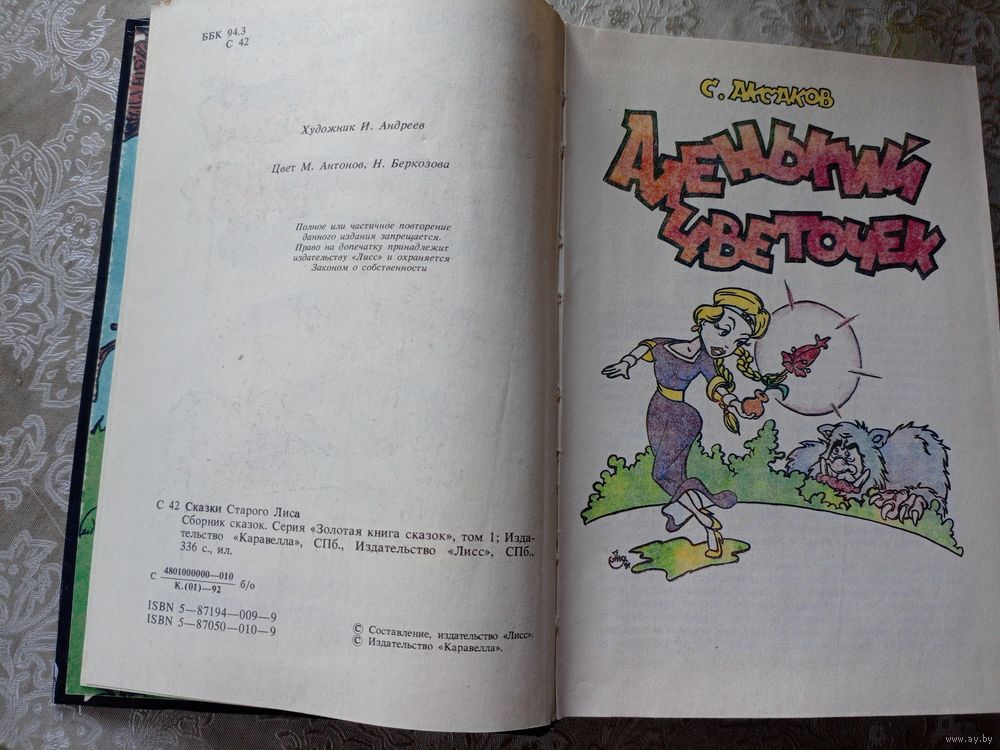 ББК 94.3
С 42
Художник И. Андреев
Цвет М. Антонов, Н. Беркозова
Полное или частичное повторение
данного издания запрещается.
Право на допечатку принадлежит
издательству «Лисс» и охраняется
Законом о собственности
С 42 Сказки Старого Лиса
Сборник сказок. Серия «Золотая книга сказок», том 1; Изда-
тельство «Каравелла», СПб., Издательство «Лисс», СПб.,
336 с., ил.
С 4801000000—010 б/о
К.(01)—92
ISBN 5—87194—009—9
ISBN 5—87050—010—9
© Составление, издательство «Лисс».
© Издательство «Каравелла».
С. АКСАКОВ
АЛЕНЬКИЙ
ЦВЕТОЧЕК
www.ay.by